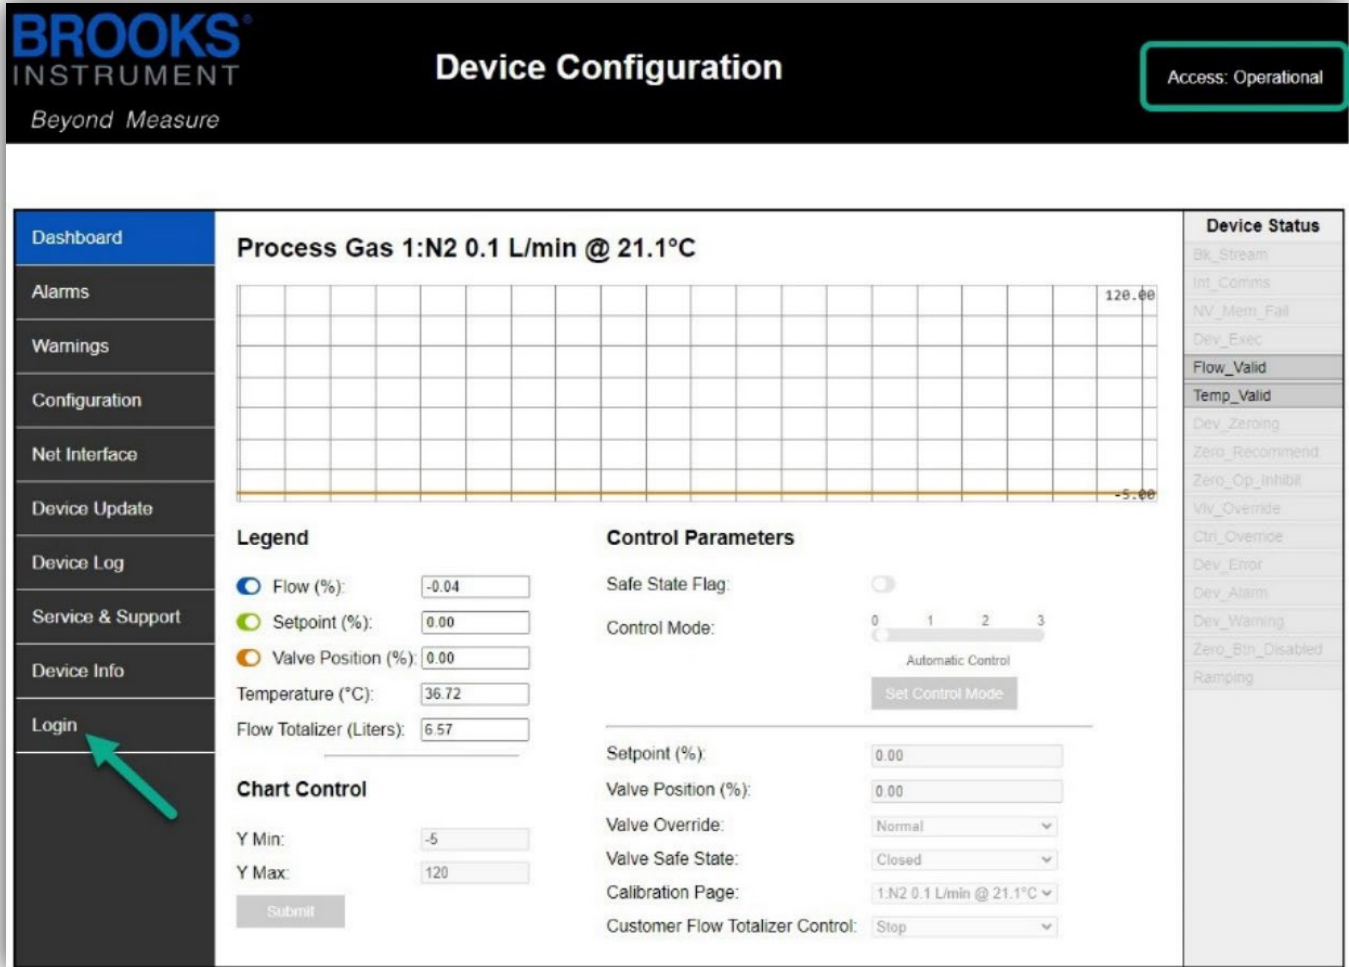 BROOKS®
INSTRUMENT
Beyond Measure
Device Configuration
Access: Operational
Dashboard
Alarms
Warnings
Configuration
Net Interface
Device Update
Device Log
Service & Support
Device Info
Login
Process Gas 1:N2 0.1 L/min @ 21.1°C
120.00
-5.00
Legend
Flow (%): -0.04
Setpoint (%): 0.00
Valve Position (%): 0.00
Temperature (°C): 36.72
Flow Totalizer (Liters): 6.57
Chart Control
Y Min: -5
Y Max: 120
Submit
Control Parameters
Safe State Flag:
Control Mode: 0 1 2 3
Automatic Control
Set Control Mode
Setpoint (%): 0.00
Valve Position (%): 0.00
Valve Override: Normal
Valve Safe State: Closed
Calibration Page: 1:N2 0.1 L/min @ 21.1°C
Customer Flow Totalizer Control: Stop
Device Status
Bk_Stream
Int_Comms
NV_Mem_Fail
Dev_Exec
Flow_Valid
Temp_Valid
Dev_Zeroing
Zero_Recommend
Zero_Op_Inhibit
Vlv_Override
Ctrl_Override
Dev_Error
Dev_Alarm
Dev_Warning
Zero_Btn_Disabled
Ramping